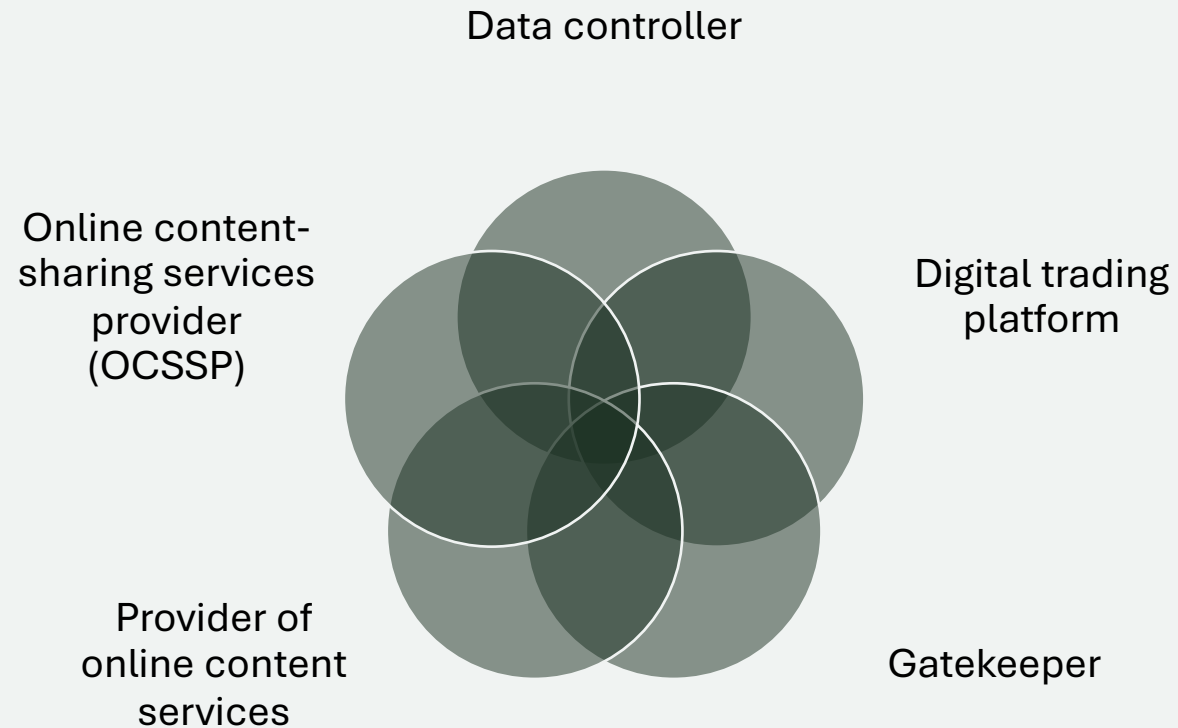 Data controller
Online content-
sharing services
provider
(OCSSP)
Digital trading
platform
Provider of
online content
services
Gatekeeper